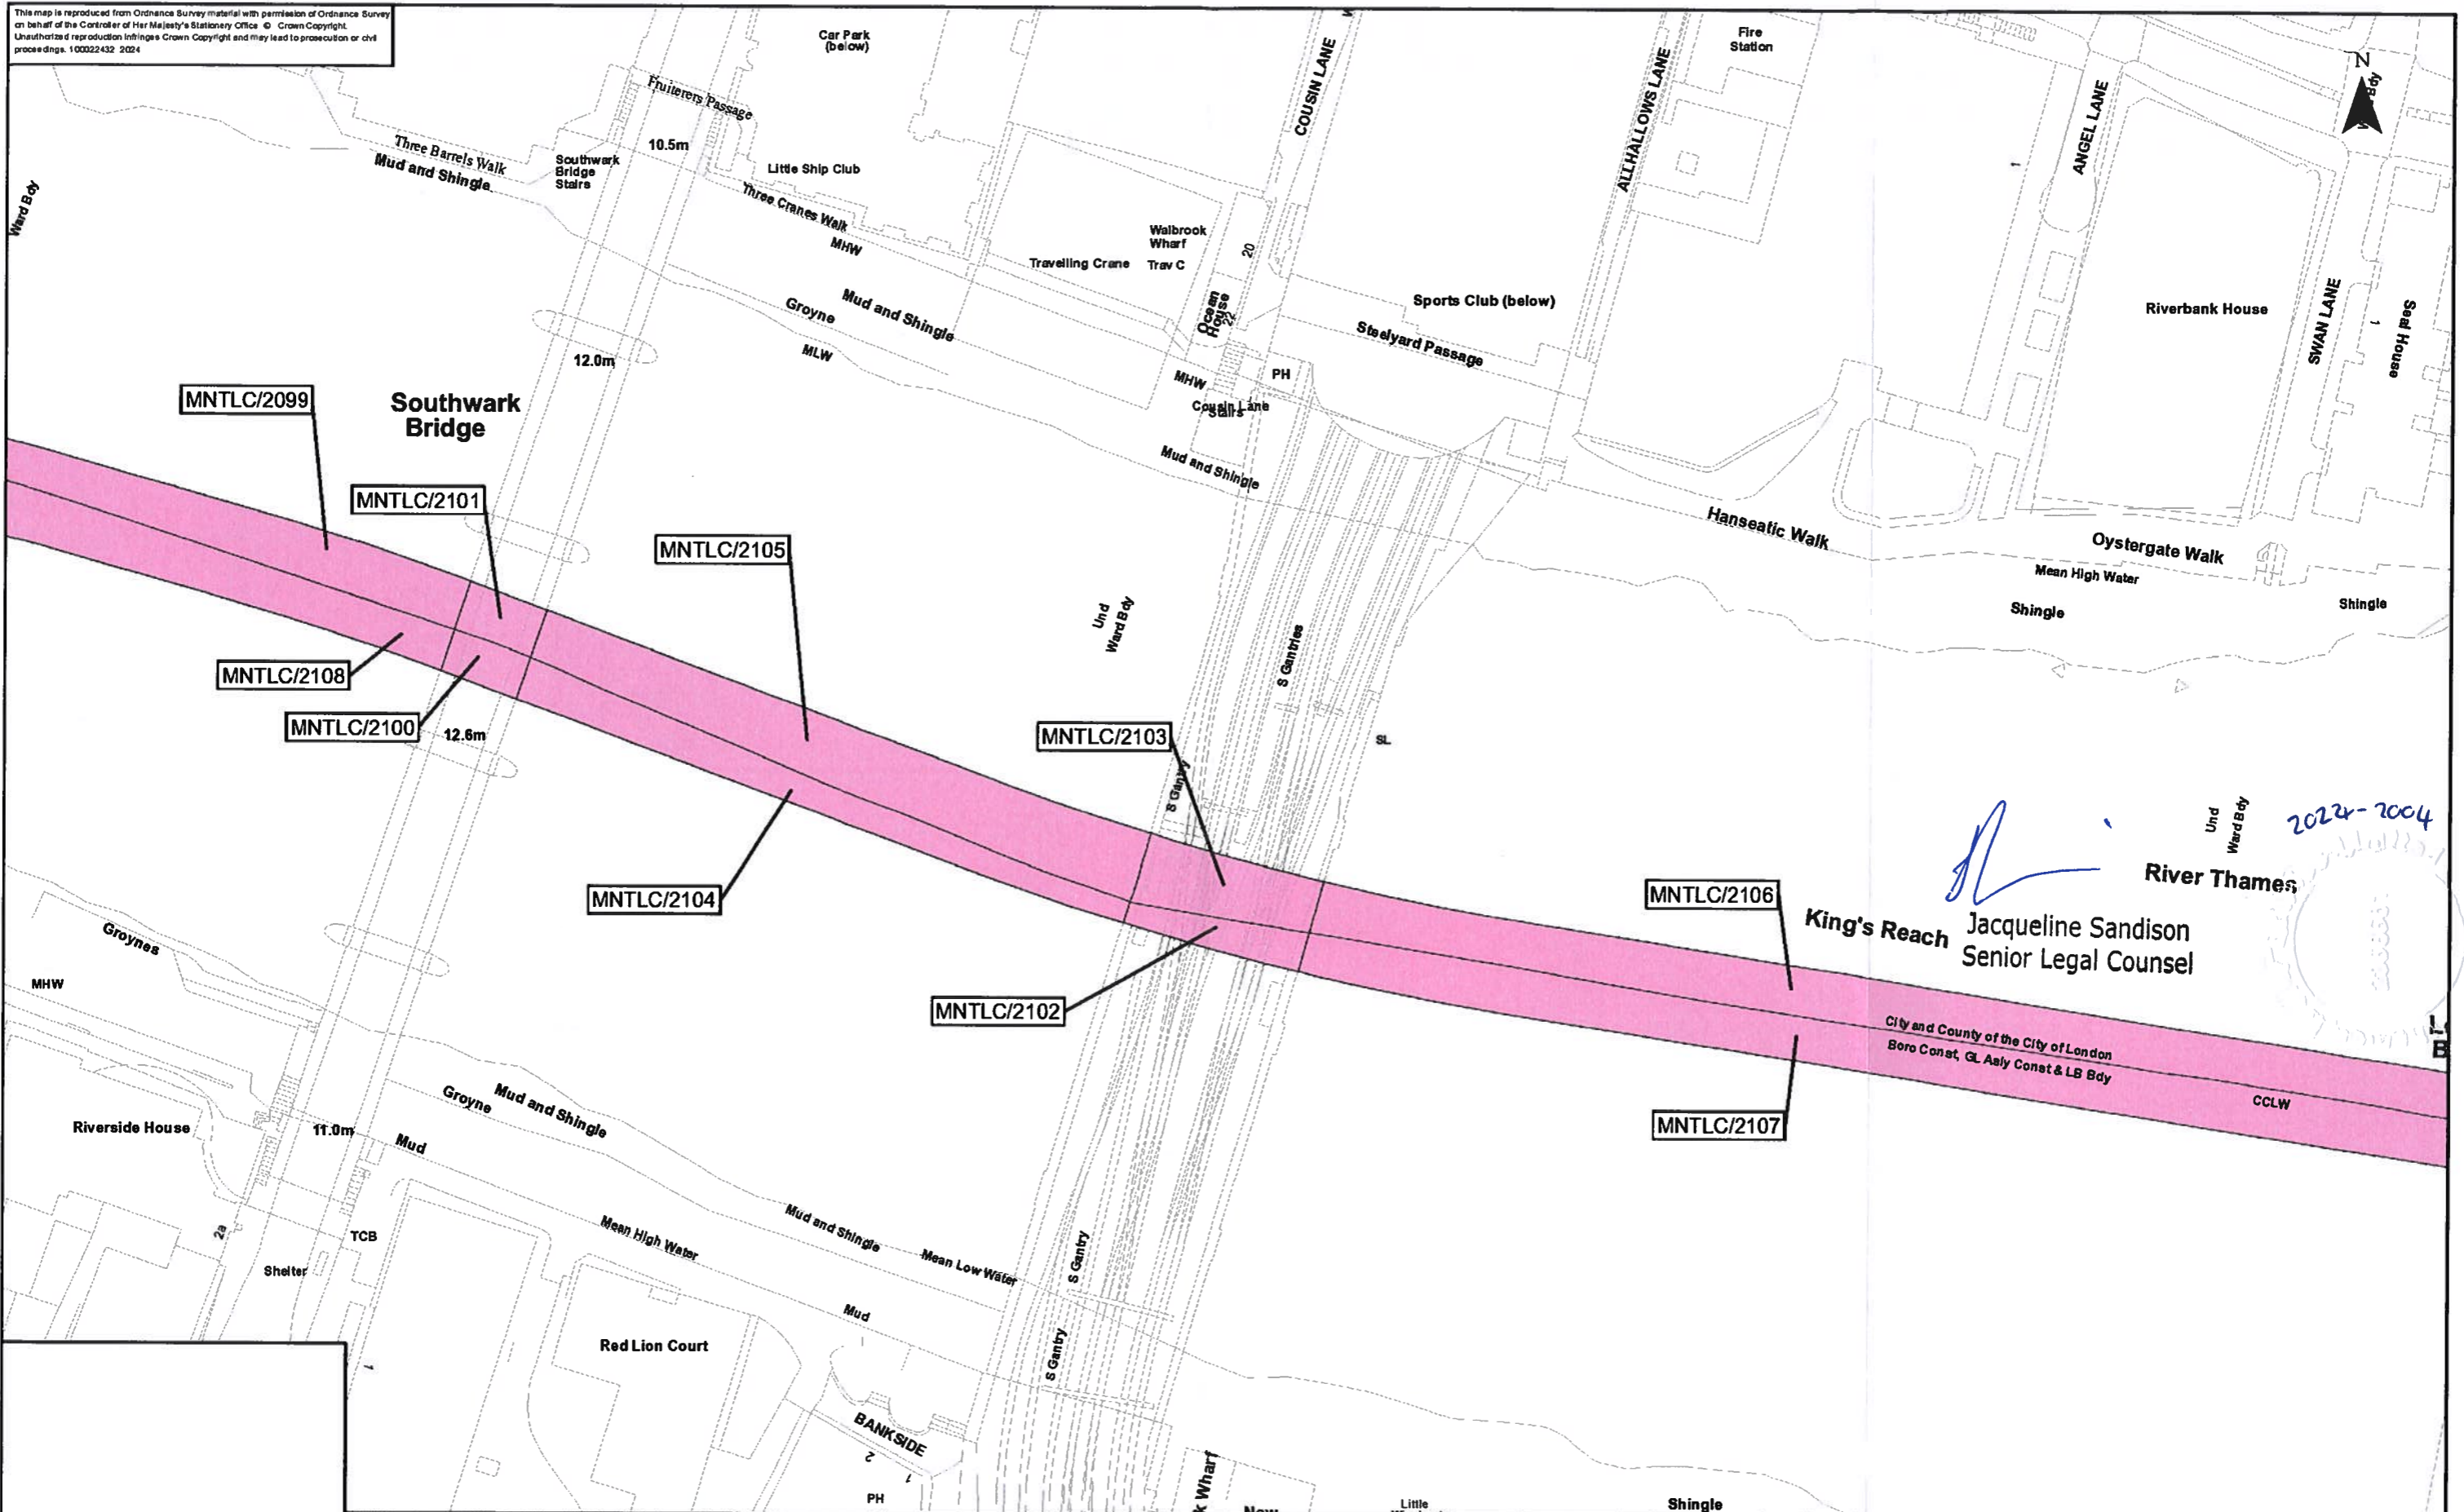 This map is reproduced from Ordnance Survey material with permission of Ordnance Survey
on behalf of the Controller of Her Majesty's Stationery Office © Crown Copyright.
Unauthorized reproduction infringes Crown Copyright and may lead to prosecution or civil
proceedings. 100022432 2024
Car Park
(below)
Fire
Station
N
Fruiterers Passage
COUSIN LANE
ALLHALLOWS LANE
ANGEL LANE
Bdy
10.5m
Three Barrels Walk
Mud and Shingle
Southwark
Bridge
Stairs
Little Ship Club
Three Cranes Walk
MHW
Ward Bdy
Walbrook
Wharf
Travelling Crane
Trav C
20
Ocean
House
22
Sports Club (below)
Steelyard Passage
Riverbank House
SWAN LANE
1
Seal House
1
Groyne
Mud and Shingle
MLW
12.0m
MHW
PH
Cousin Lane
Stairs
Mud and Shingle
MNTLC/2099
Southwark
Bridge
MNTLC/2101
MNTLC/2105
Hanseatic Walk
Oystergate Walk
Mean High Water
Shingle
Shingle
Und
Ward Bdy
S Gantries
MNTLC/2108
MNTLC/2100
12.6m
MNTLC/2103
SL
S Gantry
Und
Ward Bdy
2022-2004
River Thames
MNTLC/2104
MNTLC/2106
King's Reach
Jacqueline Sandison
Senior Legal Counsel
Groynes
MHW
MNTLC/2102
City and County of the City of London
Boro Const, GL Asly Const & LB Bdy
CCLW
MNTLC/2107
Groyne
Mud and Shingle
Riverside House
11.0m
Mud
2a
TCB
Shelter
Mean High Water
Mud and Shingle
Mean Low Water
S Gantry
Mud
1
Red Lion Court
S Gantry
BANKSIDE
2
1
PH
k Wharf
Little
Shingle